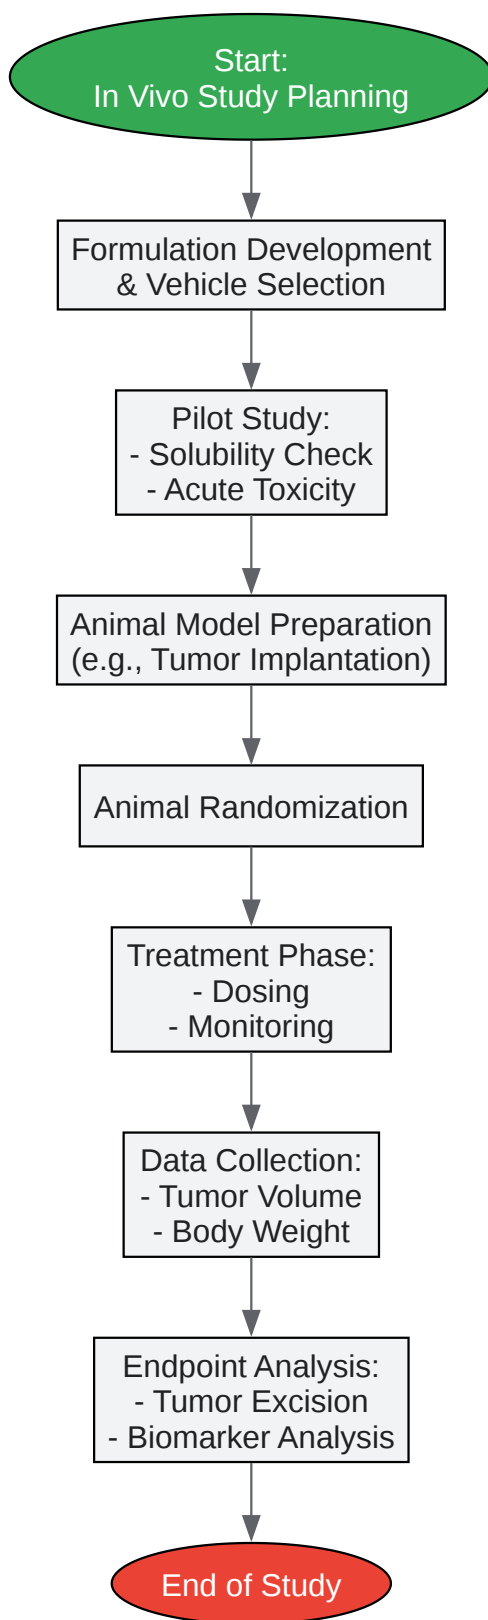 Start:
In Vivo Study Planning
Formulation Development
& Vehicle Selection
Pilot Study:
- Solubility Check
- Acute Toxicity
Animal Model Preparation
(e.g., Tumor Implantation)
Animal Randomization
Treatment Phase:
- Dosing
- Monitoring
Data Collection:
- Tumor Volume
- Body Weight
Endpoint Analysis:
- Tumor Excision
- Biomarker Analysis
End of Study